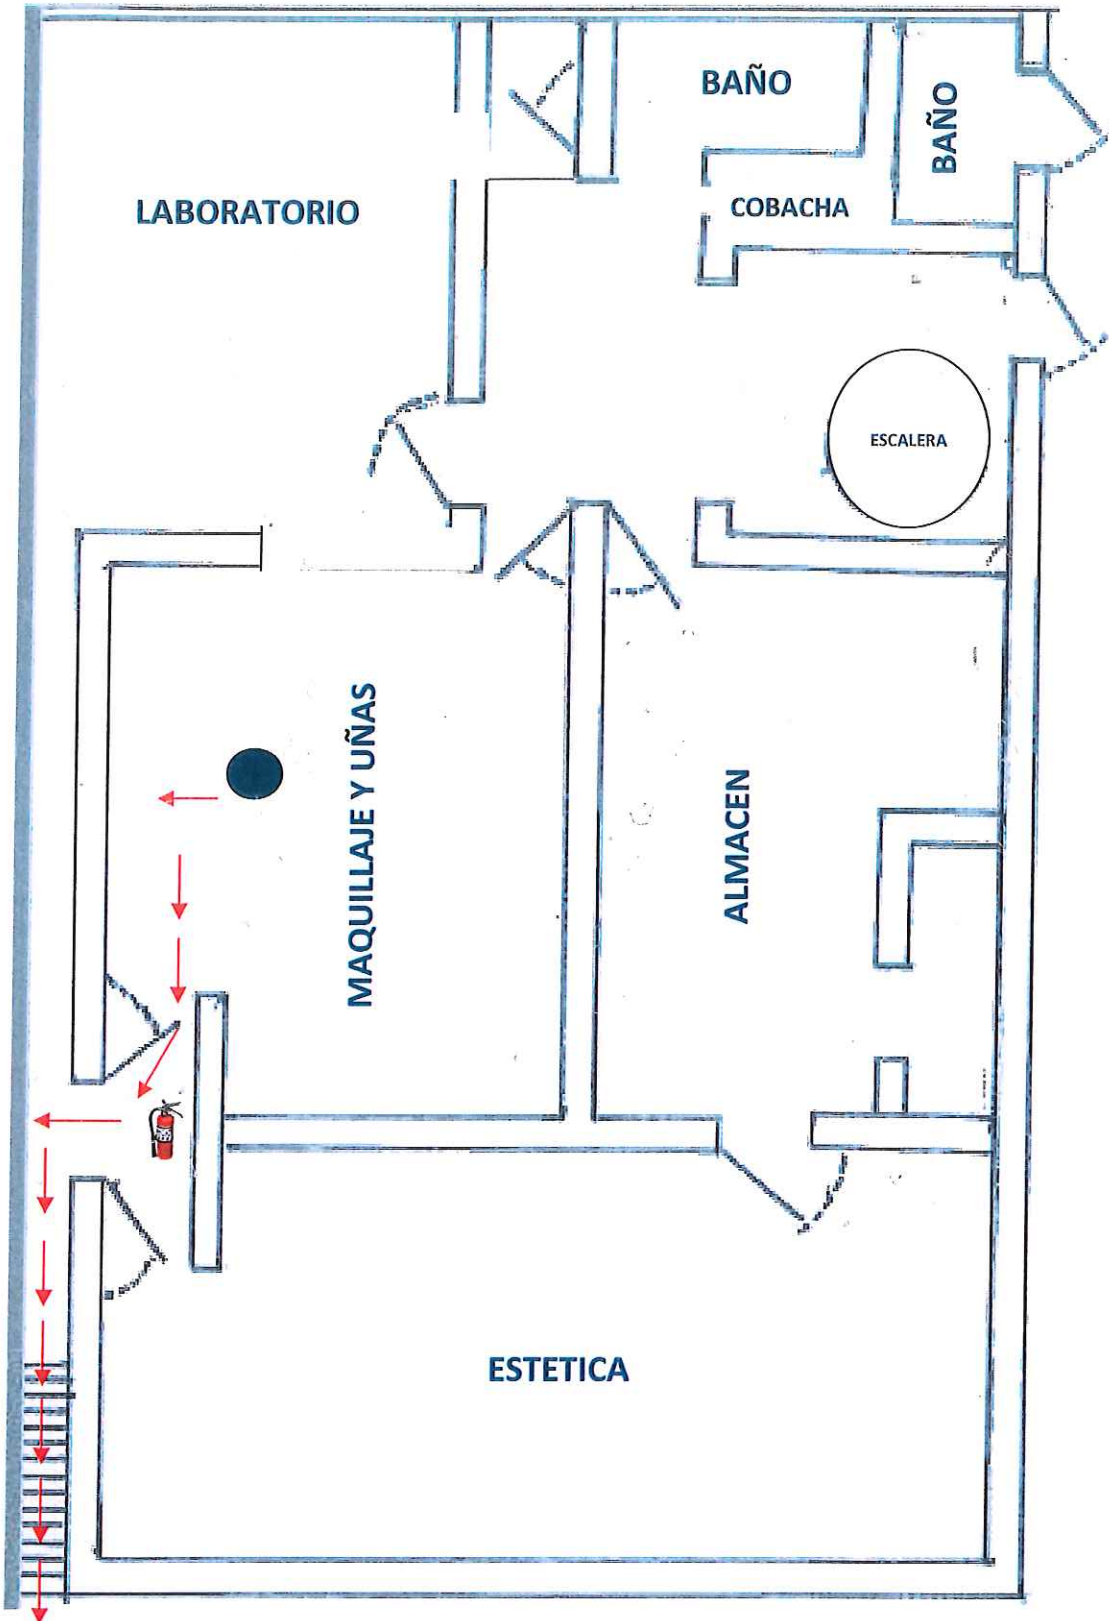 BAÑO
BAÑO
LABORATORIO
COBACHA
ESCALERA
MAQUILLAJE Y UÑAS
ALMACEN
ESTETICA